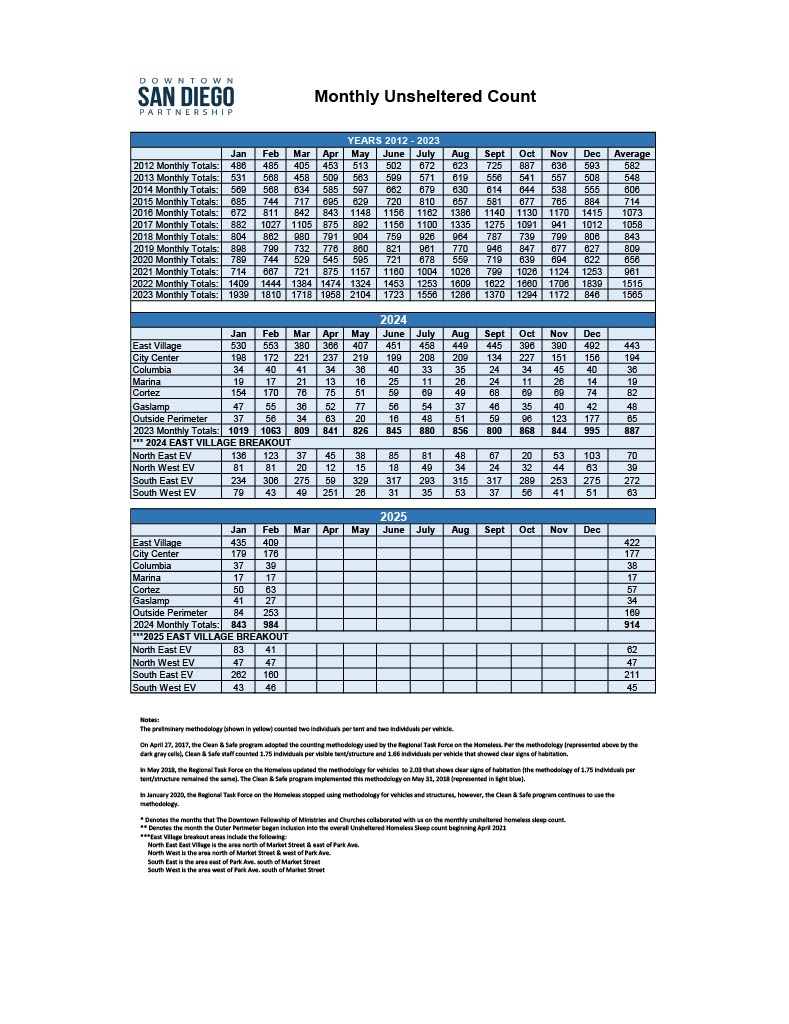 DOWNTOWN
SAN DIEGO
PARTNERSHIP
Monthly Unsheltered Count
YEARS 2012 - 2023
Jan Feb Mar Apr May June July Aug Sept Oct Nov Dec Average
2012 Monthly Totals: 486 485 405 453 513 502 672 623 725 887 636 593 582
2013 Monthly Totals: 531 568 458 509 563 599 571 619 556 541 557 508 548
2014 Monthly Totals: 569 568 634 585 597 662 679 630 614 644 538 555 606
2015 Monthly Totals: 685 744 717 695 629 720 810 657 581 677 765 884 714
2016 Monthly Totals: 672 811 842 843 1148 1156 1162 1386 1140 1130 1170 1415 1073
2017 Monthly Totals: 882 1027 1105 875 892 1156 1100 1335 1275 1091 941 1012 1058
2018 Monthly Totals: 804 862 980 791 904 759 926 964 787 739 799 806 843
2019 Monthly Totals: 898 799 732 776 860 821 961 770 946 847 677 627 809
2020 Monthly Totals: 789 744 529 545 595 721 678 559 719 639 694 622 656
2021 Monthly Totals: 714 667 721 875 1157 1160 1004 1026 799 1026 1124 1253 961
2022 Monthly Totals: 1409 1444 1384 1474 1324 1453 1253 1609 1622 1660 1706 1839 1515
2023 Monthly Totals: 1939 1810 1718 1958 2104 1723 1556 1286 1370 1294 1172 846 1565
2024
Jan Feb Mar Apr May June July Aug Sept Oct Nov Dec
East Village 530 553 380 366 407 451 458 449 445 396 390 492 443
City Center 198 172 221 237 219 199 208 209 134 227 151 156 194
Columbia 34 40 41 34 36 40 33 35 24 34 45 40 36
Marina 19 17 21 13 16 25 11 26 24 11 26 14 19
Cortez 154 170 76 75 51 59 69 49 68 69 69 74 82
Gaslamp 47 55 36 52 77 56 54 37 46 35 40 42 48
Outside Perimeter 37 56 34 63 20 16 48 51 59 96 123 177 65
2023 Monthly Totals: 1019 1063 809 841 826 845 880 856 800 868 844 995 887
*** 2024 EAST VILLAGE BREAKOUT
North East EV 136 123 37 45 38 85 81 48 67 20 53 103 70
North West EV 81 81 20 12 15 18 49 34 24 32 44 63 39
South East EV 234 306 275 59 329 317 293 315 317 289 253 275 272
South West EV 79 43 49 251 26 31 35 53 37 56 41 51 63
2025
Jan Feb Mar Apr May June July Aug Sept Oct Nov Dec
East Village 435 409 422
City Center 179 176 177
Columbia 37 39 38
Marina 17 17 17
Cortez 50 63 57
Gaslamp 41 27 34
Outside Perimeter 84 253 169
2024 Monthly Totals: 843 984 914
***2025 EAST VILLAGE BREAKOUT
North East EV 83 41 62
North West EV 47 47 47
South East EV 262 160 211
South West EV 43 46 45
Notes:
The preliminary methodology (shown in yellow) counted two individuals per tent and two individuals per vehicle.
On April 27, 2017, the Clean & Safe program adopted the counting methodology used by the Regional Task Force on the Homeless. Per the methodology (represented above by the
dark gray cells), Clean & Safe staff counted 1.75 individuals per visible tent/structure and 1.66 individuals per vehicle that showed clear signs of habitation.
In May 2018, the Regional Task Force on the Homeless updated the methodology for vehicles to 2.03 that shows clear signs of habitation (the methodology of 1.75 individuals per
tent/structure remained the same). The Clean & Safe program implemented this methodology on May 31, 2018 (represented in light blue).
In January 2020, the Regional Task Force on the Homeless stopped using methodology for vehicles and structures, however, the Clean & Safe program continues to use the
methodology.
* Denotes the months that The Downtown Fellowship of Ministries and Churches collaborated with us on the monthly unsheltered homeless sleep count.
** Denotes the month the Outer Perimeter began inclusion into the overall Unsheltered Homeless Sleep count beginning April 2021
***East Village breakout areas include the following:
North East East Village is the area north of Market Street & east of Park Ave.
North West is the area north of Market Street & west of Park Ave.
South East is the area east of Park Ave. south of Market Street
South West is the area west of Park Ave. south of Market Street